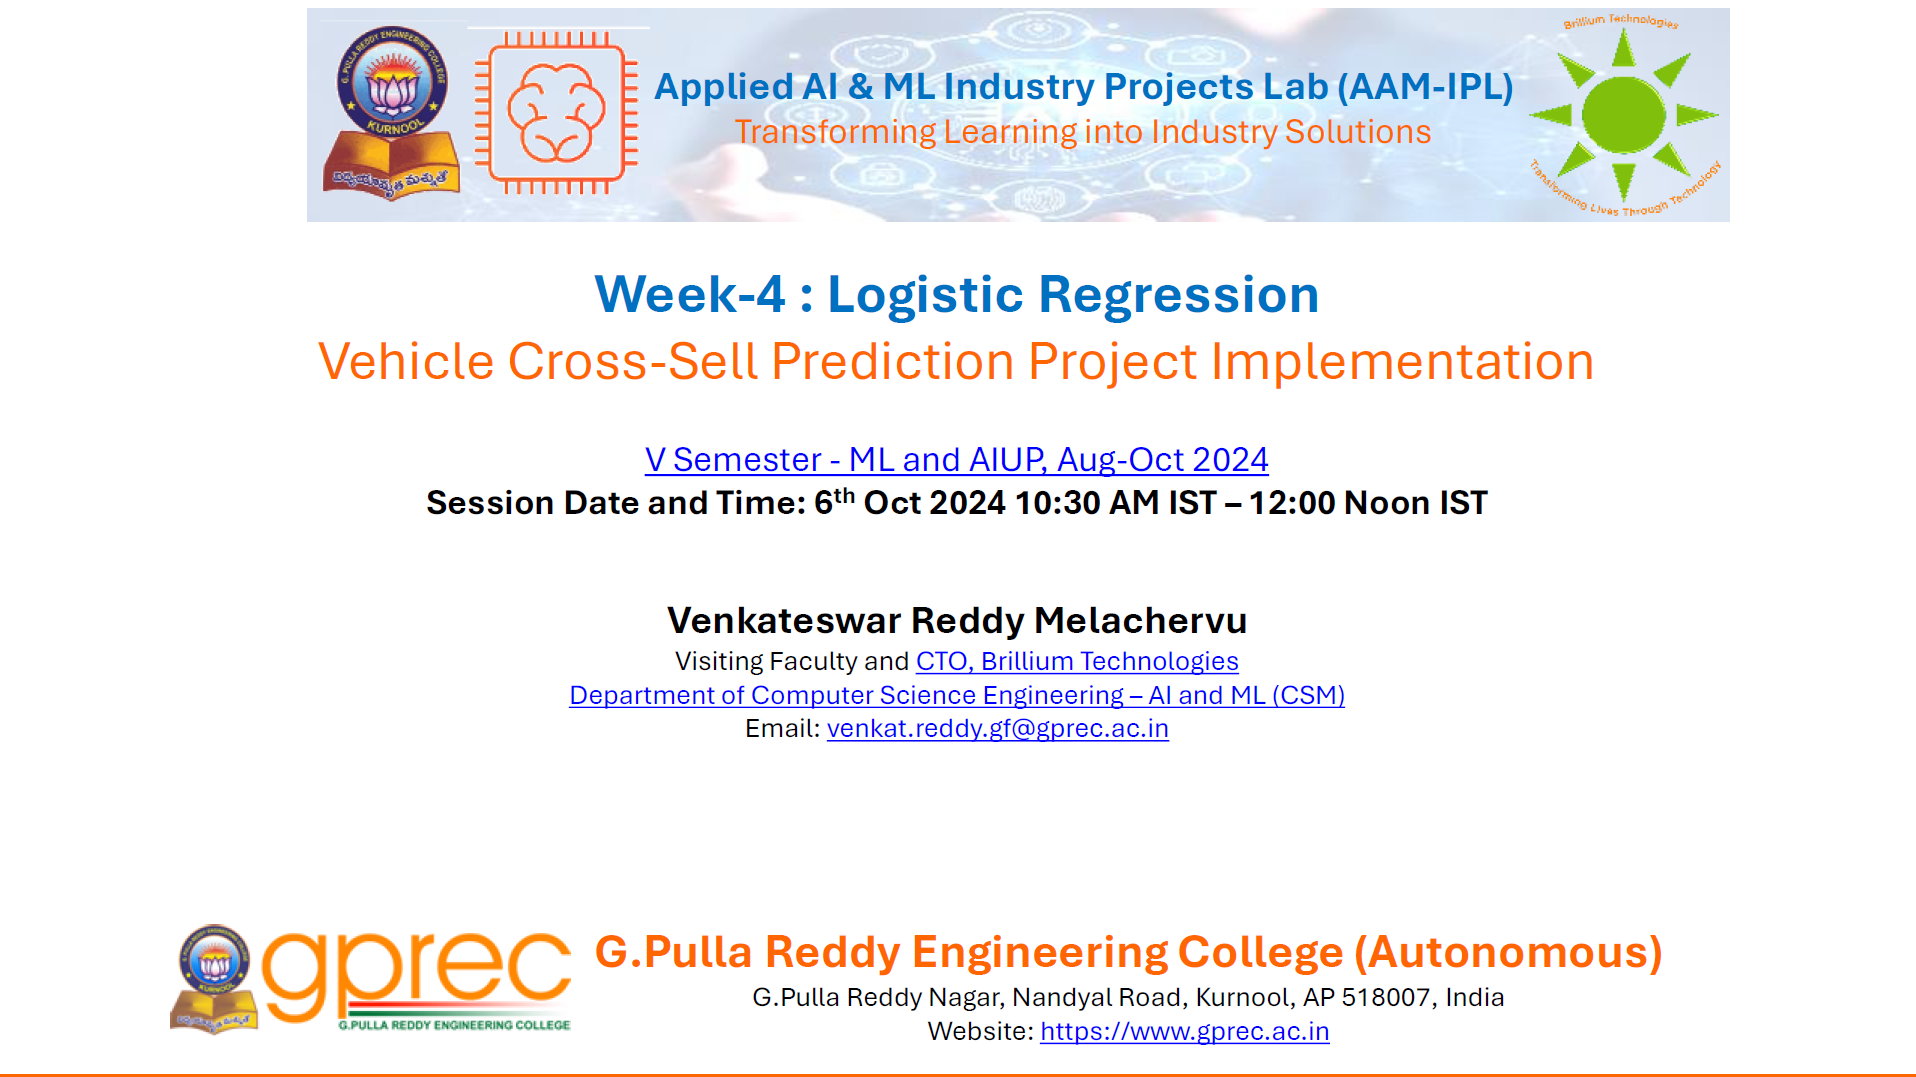 G. PULLA REDDY ENGINEERING COLLEGE
KURNOOL
Applied AI & ML Industry Projects Lab (AAM-IPL)
Transforming Learning into Industry Solutions
Brillium Technologies
Transforming Lives Through Technology
Week-4 : Logistic Regression
Vehicle Cross-Sell Prediction Project Implementation
V Semester - ML and AIUP, Aug-Oct 2024
Session Date and Time: 6th Oct 2024 10:30 AM IST – 12:00 Noon IST
Venkateswar Reddy Melachervu
Visiting Faculty and CTO, Brillium Technologies
Department of Computer Science Engineering – AI and ML (CSM)
Email: venkat.reddy.gf@gprec.ac.in
KURNOOL
gprec
G.PULLA REDDY ENGINEERING COLLEGE
G.Pulla Reddy Engineering College (Autonomous)
G.Pulla Reddy Nagar, Nandyal Road, Kurnool, AP 518007, India
Website: https://www.gprec.ac.in